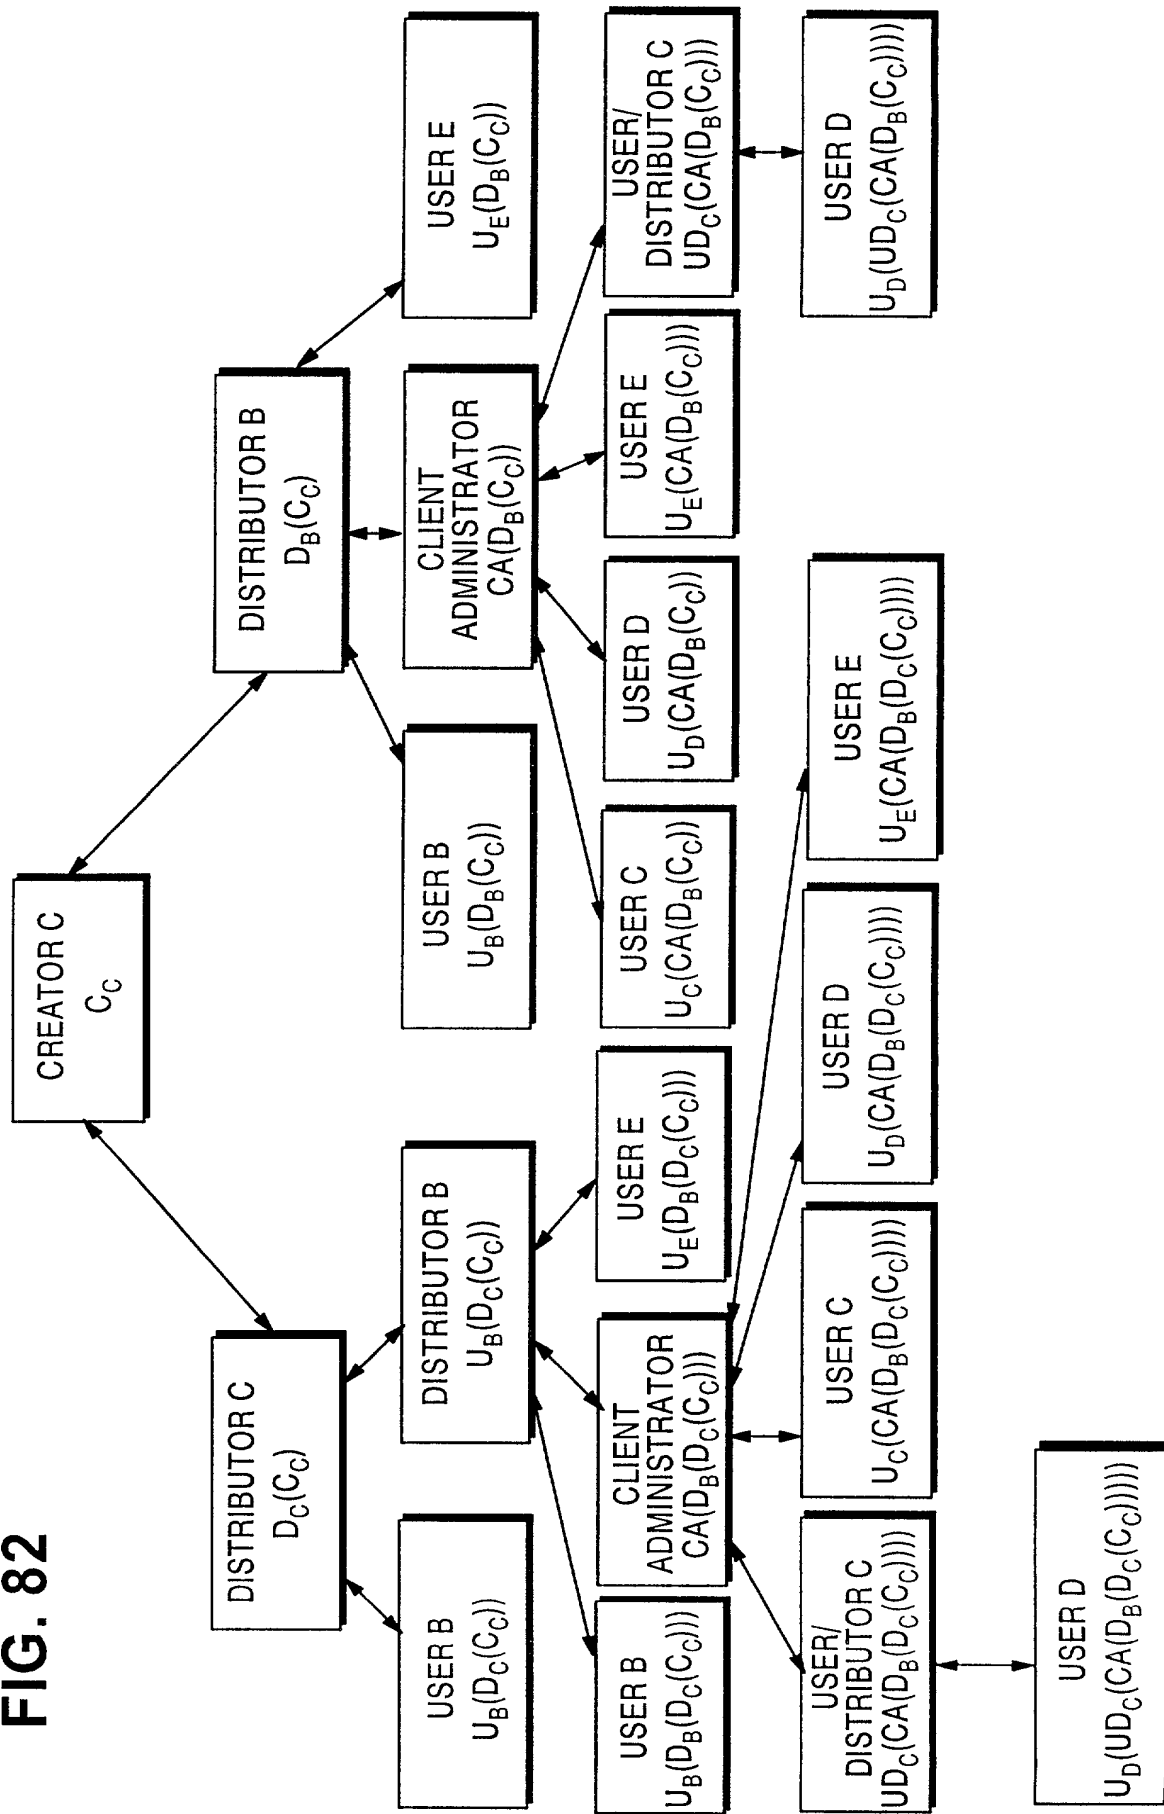 FIG. 82
CREATOR C
C_C
DISTRIBUTOR C
D_C(C_C)
DISTRIBUTOR B
D_B(C_C)
USER B
U_B(D_C(C_C))
DISTRIBUTOR B
U_B(D_C(C_C))
USER B
U_B(D_B(C_C))
CLIENT
ADMINISTRATOR
CA(D_B(C_C))
USER E
U_E(D_B(C_C))
USER B
U_B(D_B(D_C(C_C)))
CLIENT
ADMINISTRATOR
CA(D_B(D_C(C_C)))
USER E
U_E(D_B(D_C(C_C)))
USER C
U_C(CA(D_B(C_C))
USER D
U_D(CA(D_B(C_C))
USER E
U_E(CA(D_B(C_C)))
USER/
DISTRIBUTOR C
UD_C(CA(D_B(C_C)))
USER/
DISTRIBUTOR C
UD_C(CA(D_B(D_C(C_C))))
USER C
U_C(CA(D_B(D_C(C_C)))))
USER D
U_D(CA(D_B(D_C(C_C))))
USER E
U_E(CA(D_B(D_C(C_C))))
USER D
U_D(UD_C(CA(D_B(C_C))))
USER D
U_D(UD_C(CA(D_B(D_C(C_C))))))